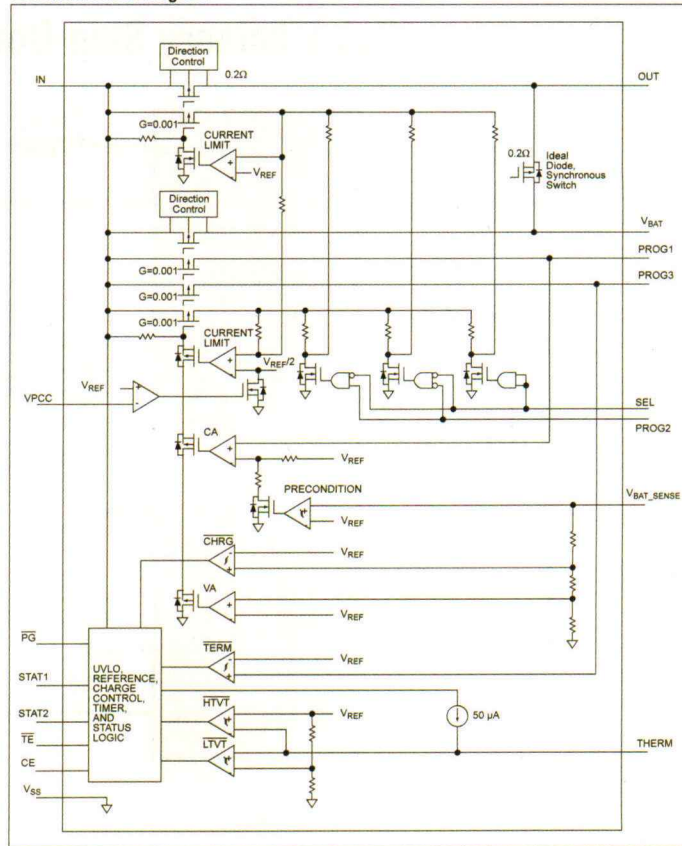 Direction
Control
0.2Ω
IN
OUT
G=0.001
CURRENT
LIMIT
VREF
0.2Ω
Ideal
Diode,
Synchronous
Switch
Direction
Control
VBAT
PROG1
G=0.001
PROG3
G=0.001
G=0.001
CURRENT
LIMIT
VREF/2
VREF
VPCC
SEL
PROG2
CA
VREF
PRECONDITION
VBAT_SENSE
VREF
CHRG
VREF
VA
VREF
PG
UVLO,
REFERENCE,
CHARGE
CONTROL,
TIMER,
AND
STATUS
LOGIC
TERM
VREF
STAT1
STAT2
HTVT
VREF
50 µA
TE
LTVT
THERM
CE
VSS